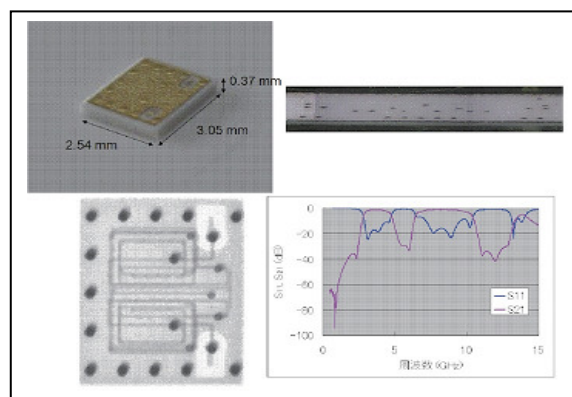 0.37 mm
2.54 mm
3.05 mm
S11, S21 (dB)
0
-20
-40
-60
-80
-100
S11
S21
0
5
10
15
周波数 (GHz)